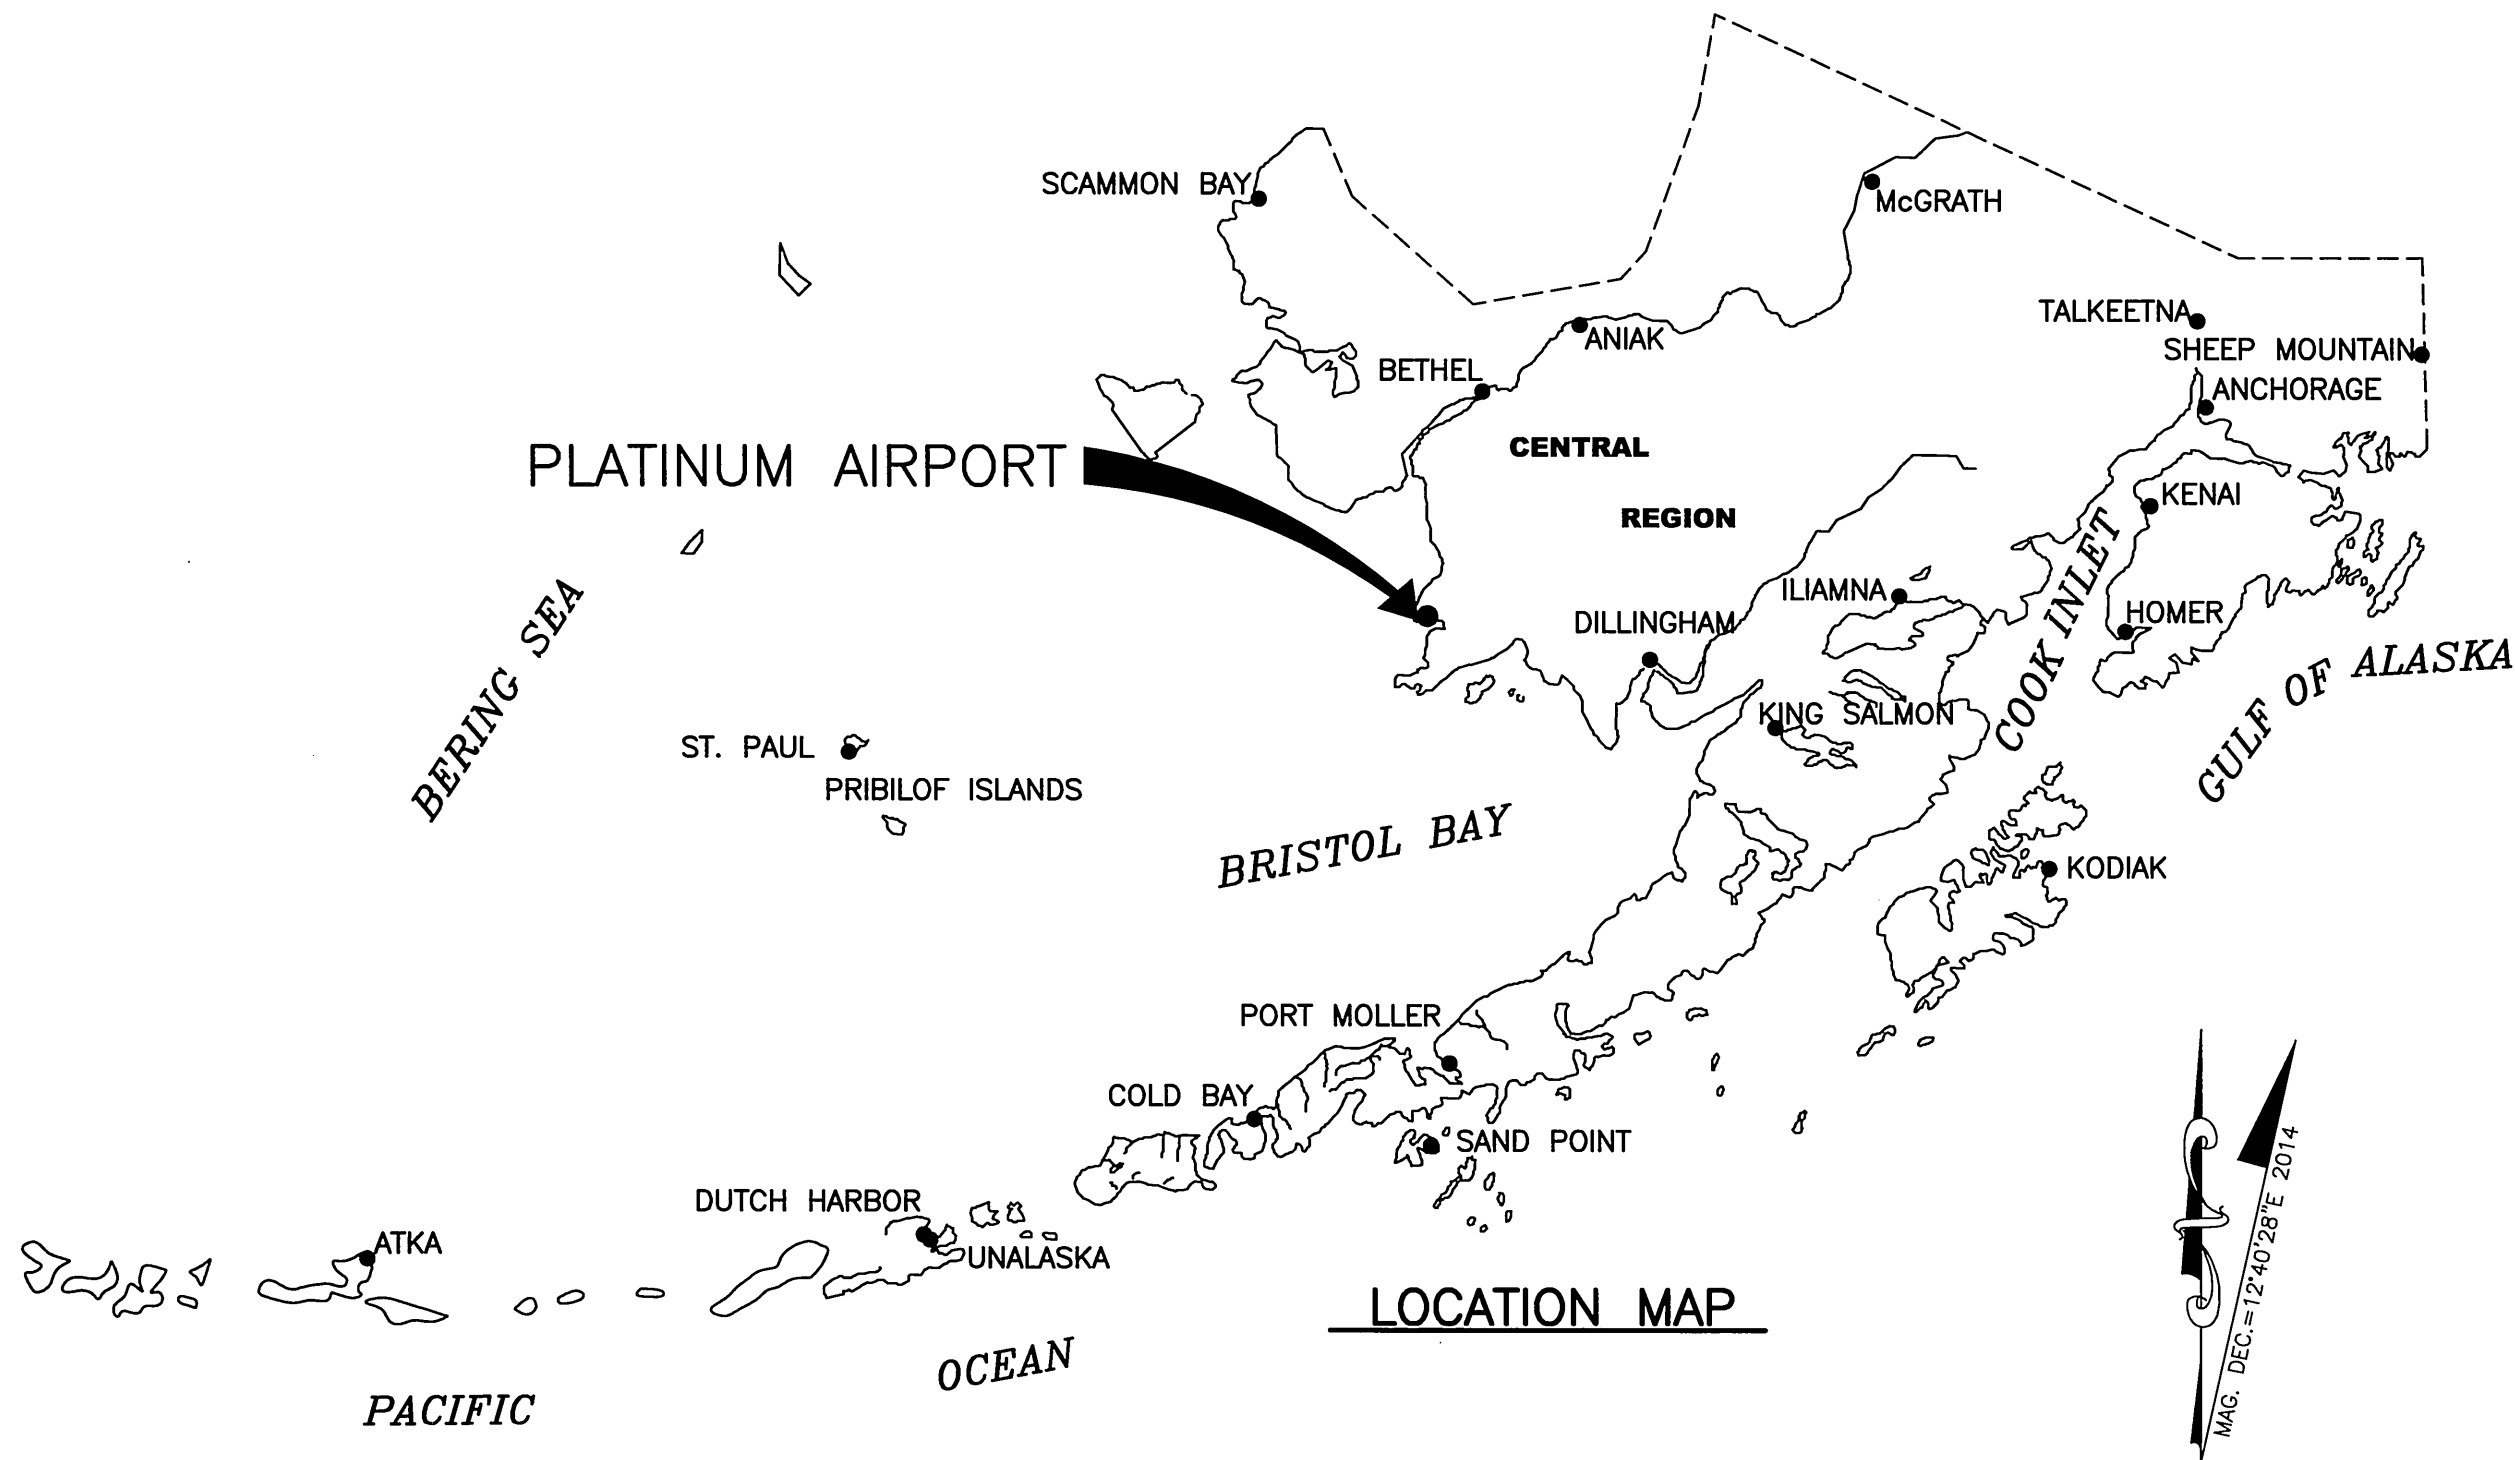 SCAMMON BAY
McGRATH
TALKEETNA
ANIAK
SHEEP MOUNTAIN
BETHEL
ANCHORAGE
CENTRAL
PLATINUM AIRPORT
KENAI
REGION
ILIAMNA
DILLINGHAM
HOMER
BERING SEA
COOK INLET
GULF OF ALASKA
KING SALMON
ST. PAUL
PRIBILOF ISLANDS
BRISTOL BAY
KODIAK
PORT MOLLER
COLD BAY
SAND POINT
DUTCH HARBOR
ATKA
UNALASKA
LOCATION MAP
MAG. DEC.=12°40'28"E 2014
OCEAN
PACIFIC